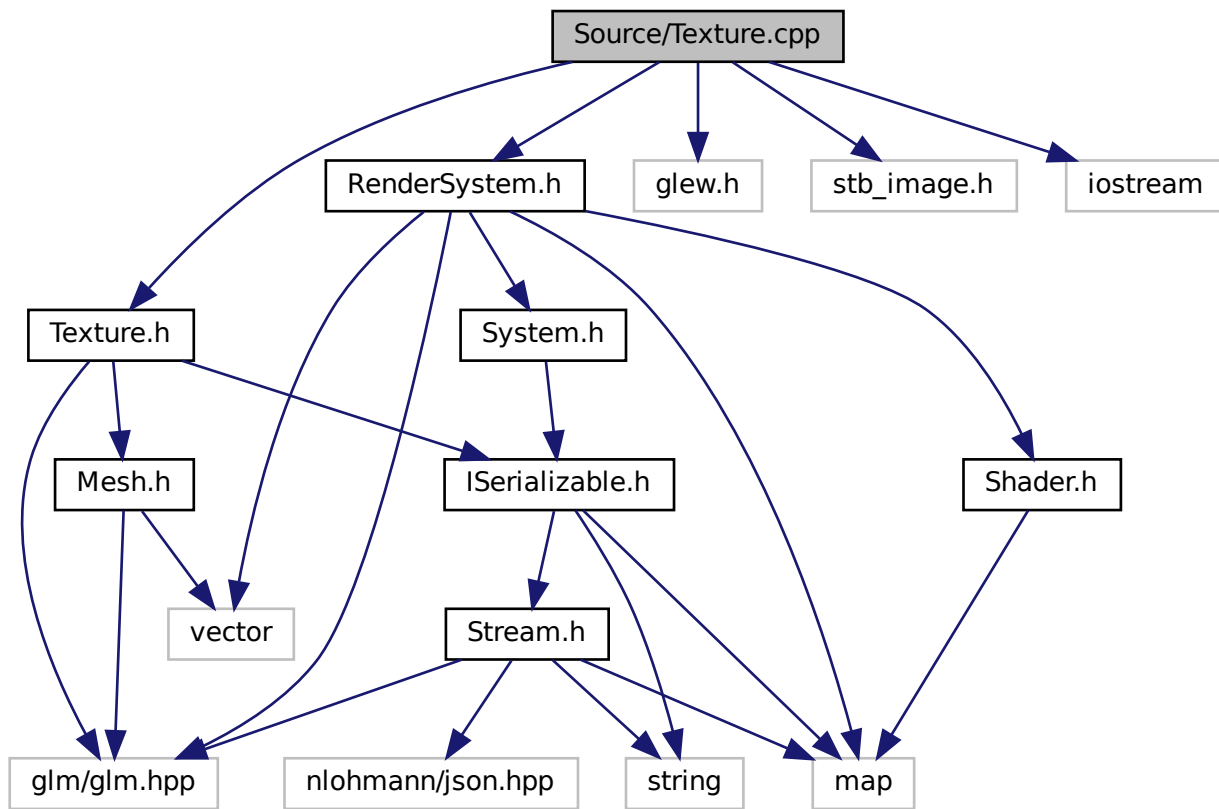 Source/Texture.cpp
RenderSystem.h
glew.h
stb_image.h
iostream
Texture.h
System.h
Mesh.h
ISerializable.h
Shader.h
vector
Stream.h
glm/glm.hpp
nlohmann/json.hpp
string
map